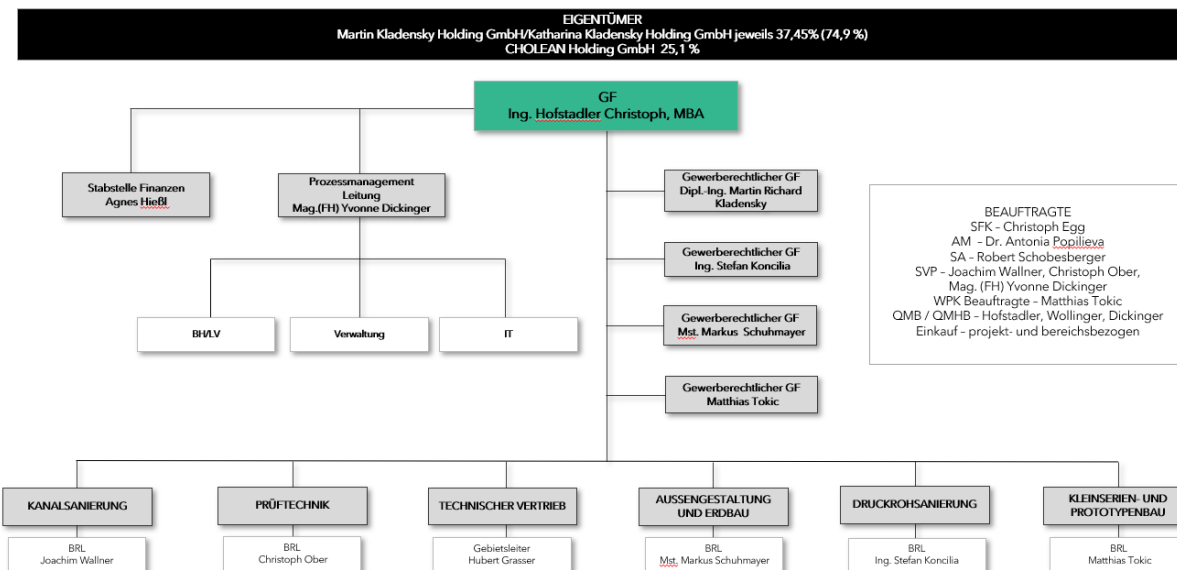 EIGENTÜMER
Martin Kladensky Holding GmbH/Katharina Kladensky Holding GmbH jeweils 37,45% (74,9 %)
CHOLEAN Holding GmbH 25,1 %
GF
Ing. Hofstadler Christoph, MBA
Stabstelle Finanzen
Agnes Hießl
Prozessmanagement
Leitung
Mag.(FH) Yvonne Dickinger
Gewerberechtlicher GF
Dipl.-Ing. Martin Richard
Kladensky
Gewerberechtlicher GF
Ing. Stefan Koncilia
Gewerberechtlicher GF
Mst. Markus Schuhmayer
Gewerberechtlicher GF
Matthias Tokic
BEAUFTRAGTE
SFK – Christoph Egg
AM – Dr. Antonia Popilieva
SA – Robert Schobesberger
SVP – Joachim Wallner, Christoph Ober,
Mag. (FH) Yvonne Dickinger
WPK Beauftragte – Matthias Tokic
QMB / QMHB – Hofstadler, Wollinger, Dickinger
Einkauf – projekt- und bereichsbezogen
BH/LV
Verwaltung
IT
KANALSANIERUNG
BRL
Joachim Wallner
PRÜFTECHNIK
BRL
Christoph Ober
TECHNISCHER VERTRIEB
Gebietsleiter
Hubert Grasser
AUSSENGESTALTUNG
UND ERDBAU
BRL
Mst. Markus Schuhmayer
DRUCKROHSANIERUNG
BRL
Ing. Stefan Koncilia
KLEINSERIEN- UND
PROTOTYPENBAU
BRL
Matthias Tokic